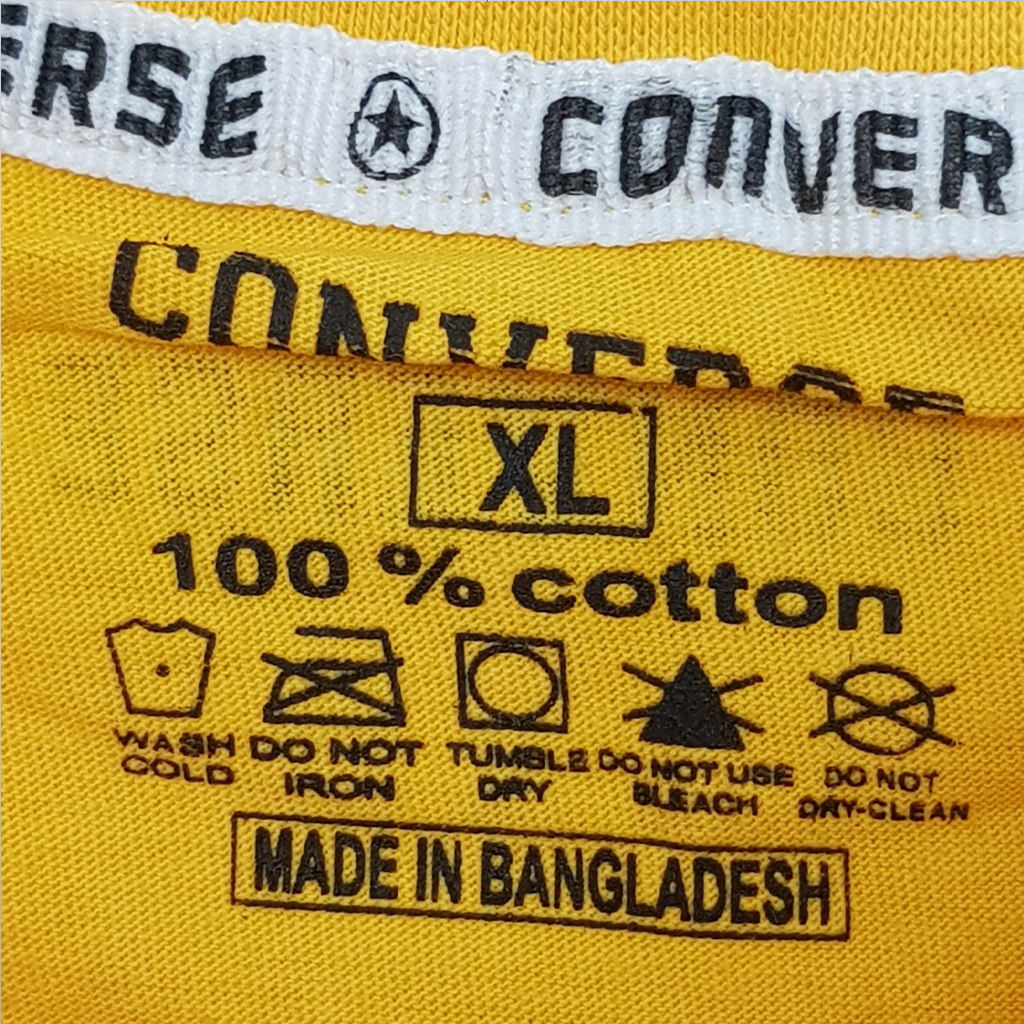 ERSE CONVER
CONVERSE
XL
100 % cotton
WASH COLD
DO NOT IRON
TUMBLE DRY
DO NOT USE BLEACH
DO NOT DRY-CLEAN
MADE IN BANGLADESH